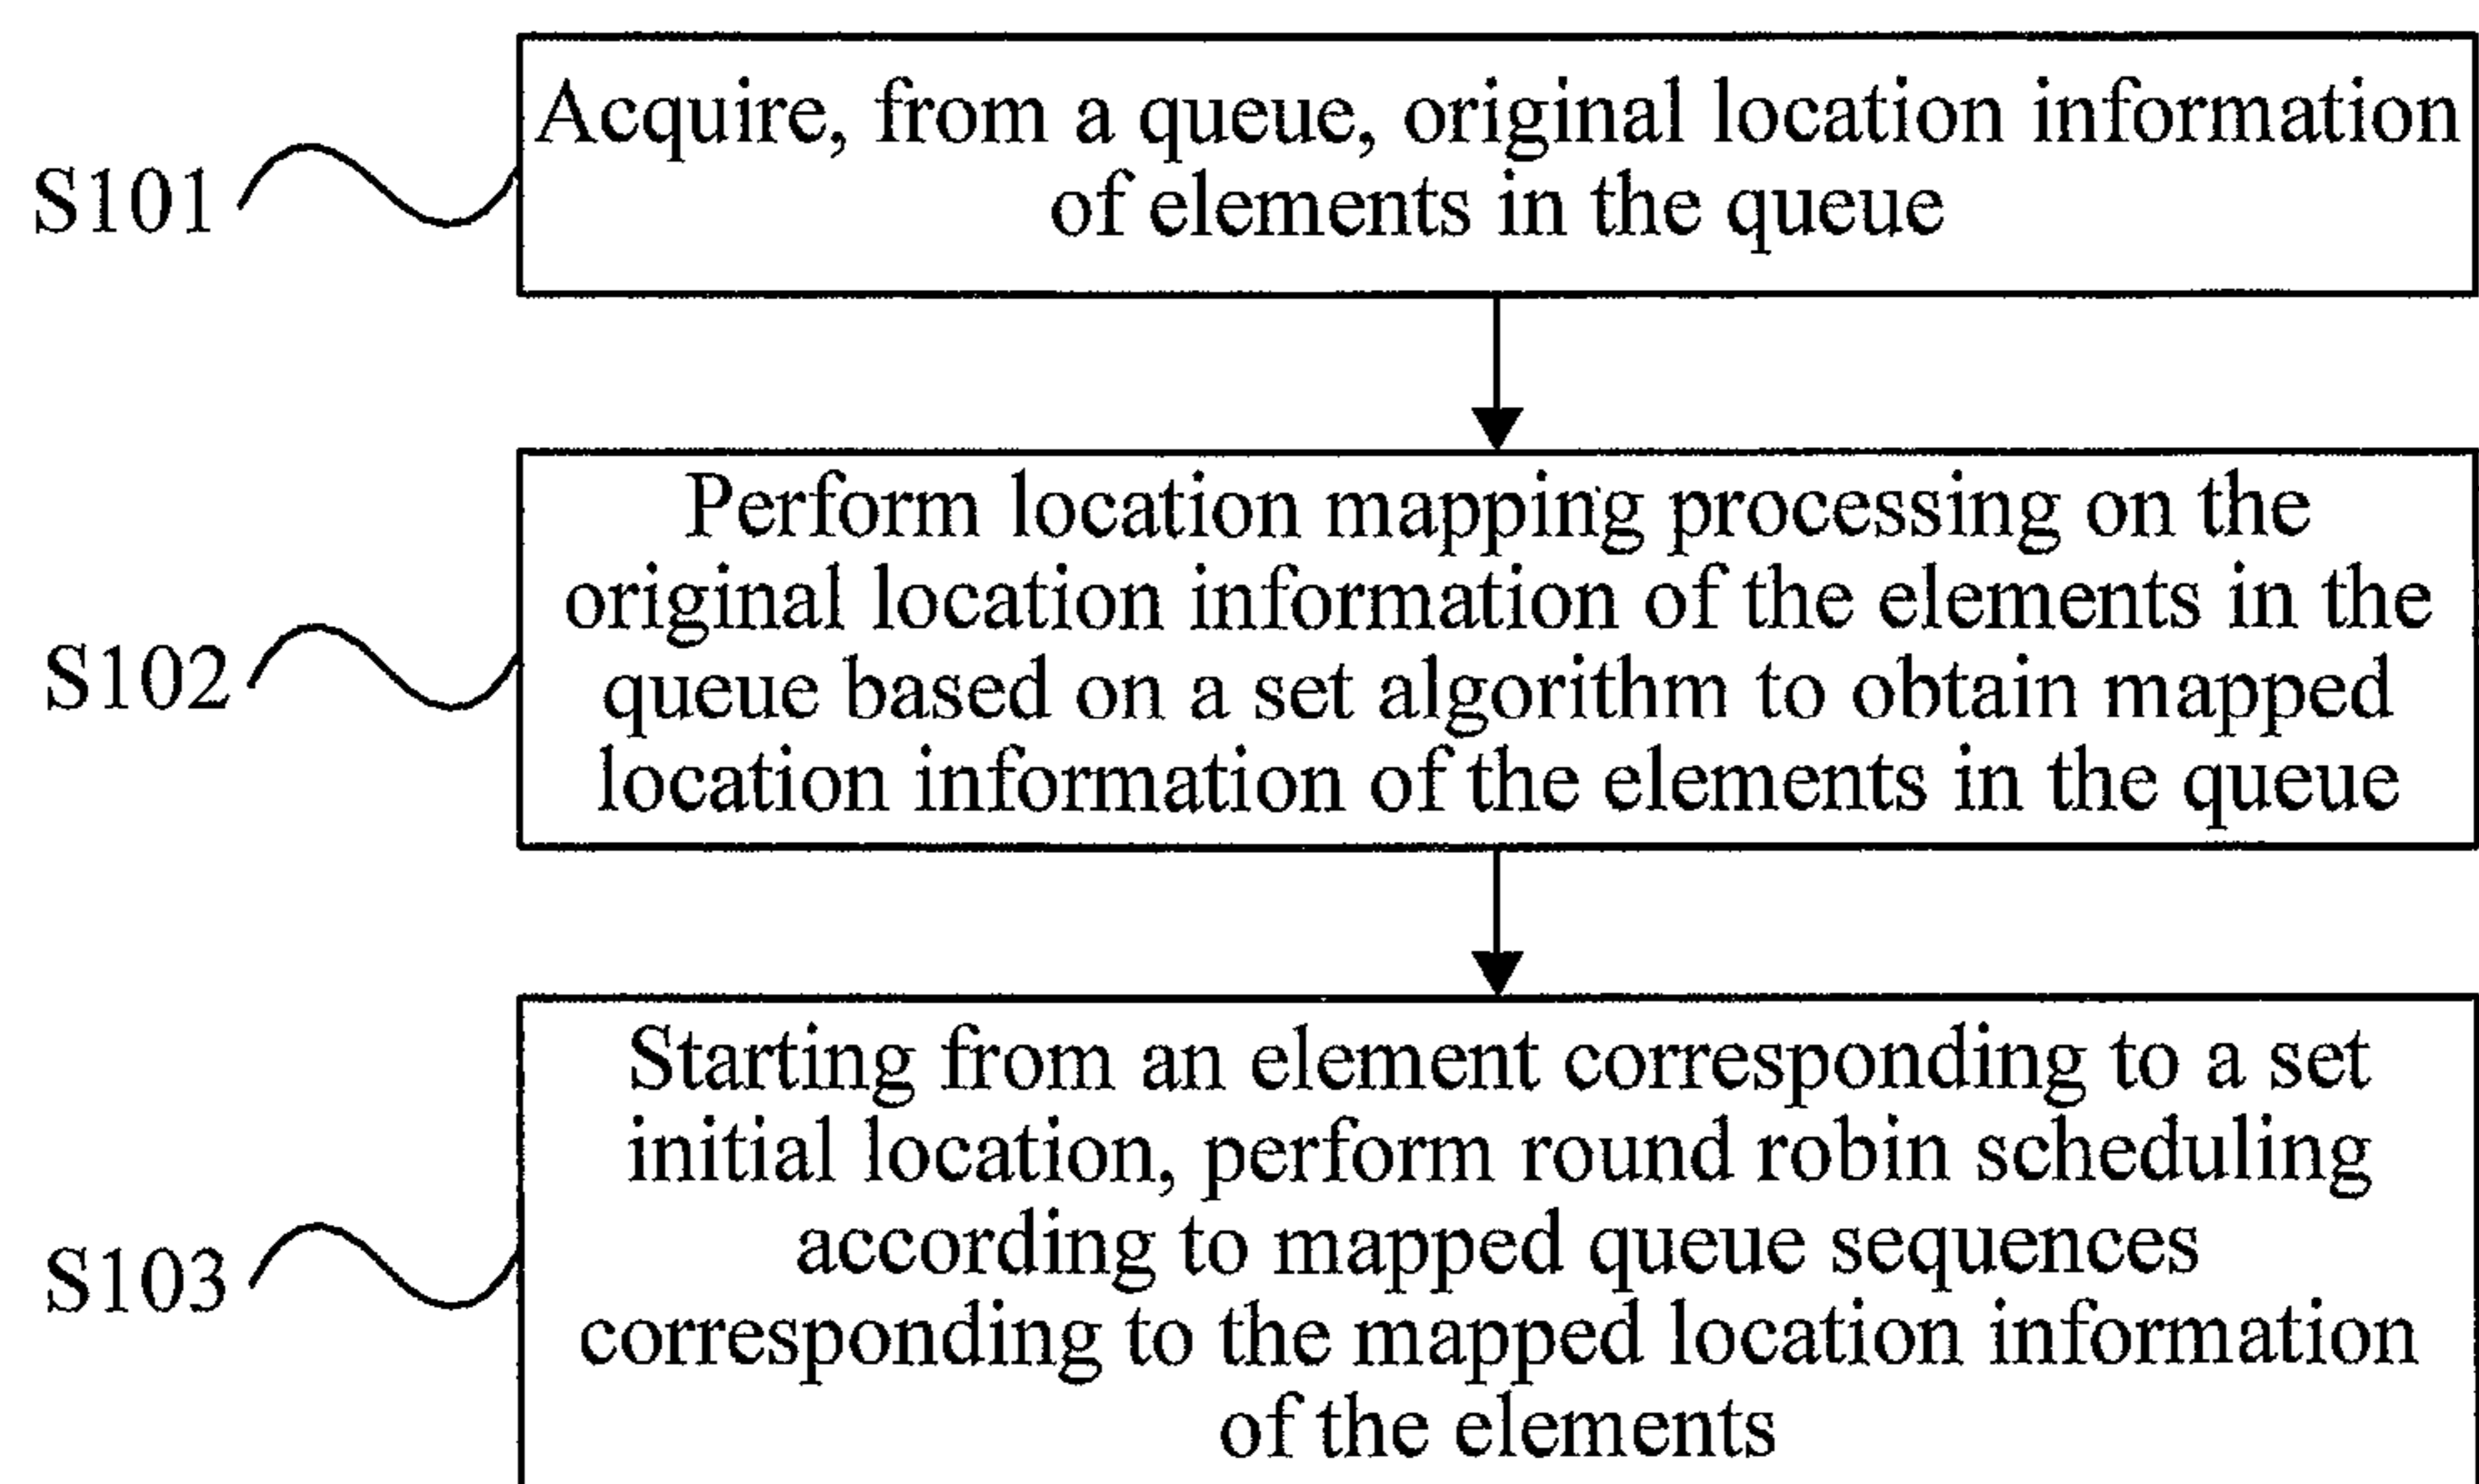 Acquire, from a queue, original location information
of elements in the queue
S101
Perform location mapping processing on the
original location information of the elements in the
queue based on a set algorithm to obtain mapped
location information of the elements in the queue
S102
Starting from an element corresponding to a set
initial location, perform round robin scheduling
according to mapped queue sequences
corresponding to the mapped location information
of the elements
S103